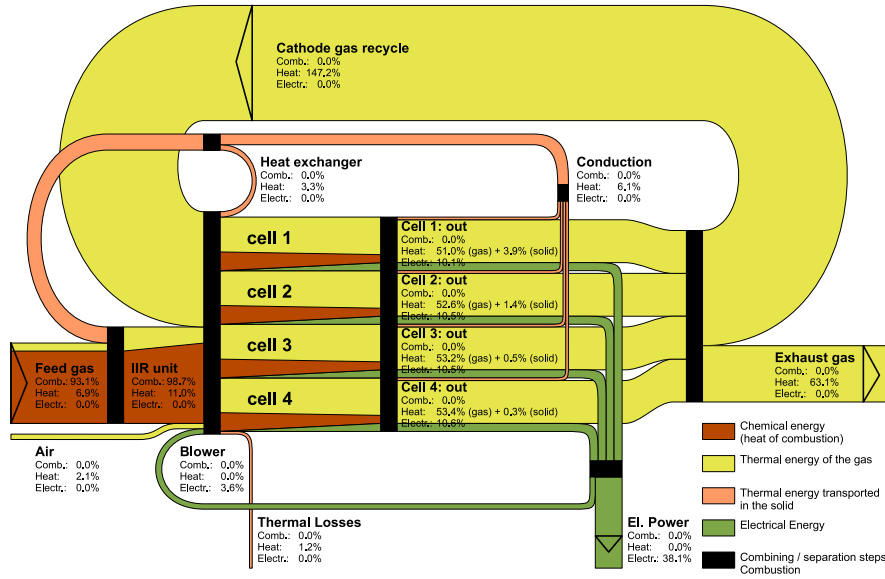 Cathode gas recycle
Comb.: 0.0%
Heat: 147.2%
Electr.: 0.0%
Heat exchanger
Comb.: 0.0%
Heat: 3.3%
Electr.: 0.0%
Conduction
Comb.: 0.0%
Heat: 6.1%
Electr.: 0.0%
cell 1
Cell 1: out
Comb.: 0.0%
Heat: 51.0% (gas) + 3.9% (solid)
Electr.: 10.1%
cell 2
Cell 2: out
Comb.: 0.0%
Heat: 52.6% (gas) + 1.4% (solid)
Electr.: 10.5%
cell 3
Cell 3: out
Comb.: 0.0%
Heat: 53.2% (gas) + 0.5% (solid)
Electr.: 10.5%
cell 4
Cell 4: out
Comb.: 0.0%
Heat: 53.4% (gas) + 0.3% (solid)
Electr.: 10.6%
Feed gas
Comb.: 93.1%
Heat: 6.9%
Electr.: 0.0%
IIR unit
Comb.: 98.7%
Heat: 11.0%
Electr.: 0.0%
Exhaust gas
Comb.: 0.0%
Heat: 63.1%
Electr.: 0.0%
Air
Comb.: 0.0%
Heat: 2.1%
Electr.: 0.0%
Blower
Comb.: 0.0%
Heat: 0.0%
Electr.: 3.6%
Thermal Losses
Comb.: 0.0%
Heat: 1.2%
Electr.: 0.0%
El. Power
Comb.: 0.0%
Heat: 0.0%
Electr.: 38.1%
Chemical energy
(heat of combustion)
Thermal energy of the gas
Thermal energy transported
in the solid
Electrical Energy
Combining / separation steps
Combustion